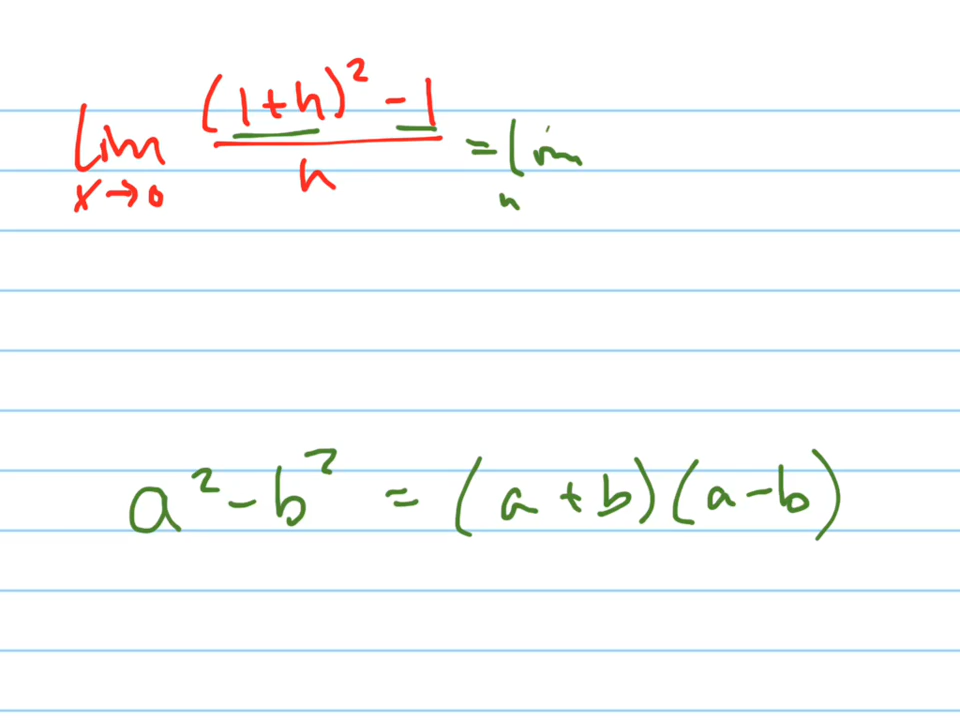 lim x→0 ((1+h)² - 1)/h = lim n
a² - b² = (a + b)(a - b)